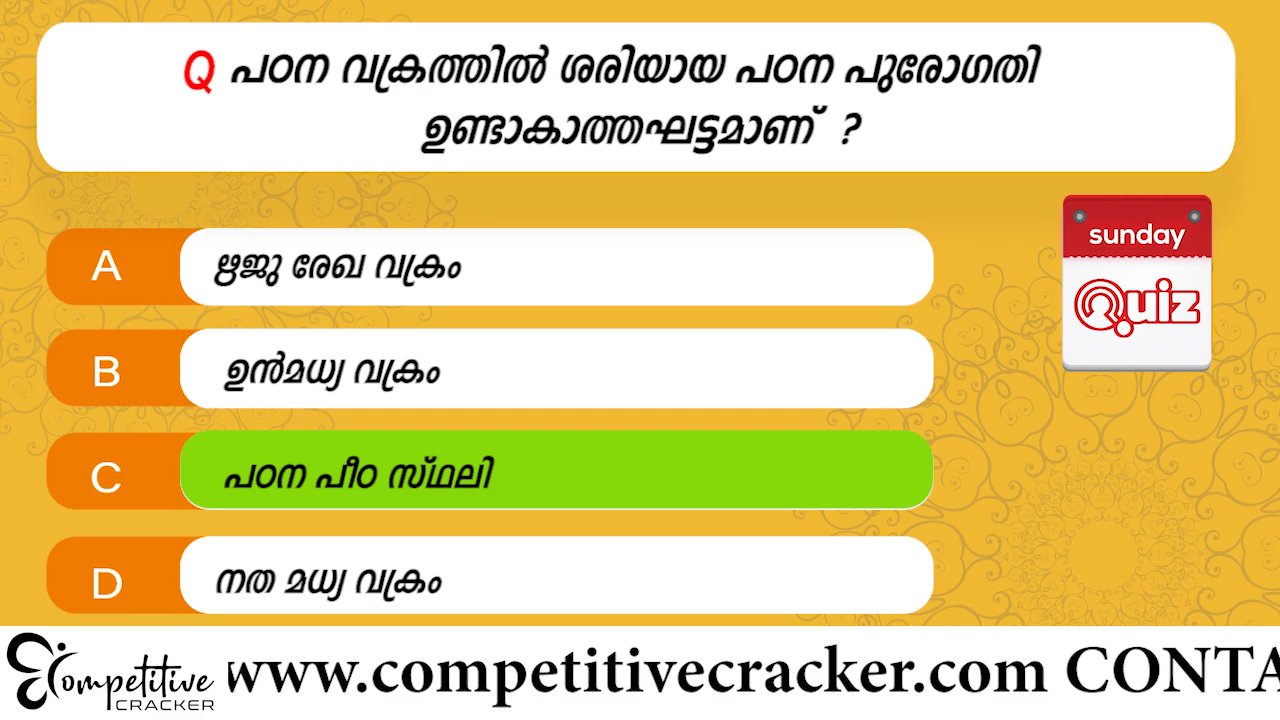 Q പഠന വക്രത്തിൽ ശരിയായ പഠന പുരോഗതി
ഉണ്ടാകാത്തഘട്ടമാണ് ?
A ഋജു രേഖ വക്രം
sunday
Quiz
B ഉൻമധ്യ വക്രം
C പഠന പീഠ സ്ഥലി
D നത മധ്യ വക്രം
Competitive
CRACKER
www.competitivecracker.com CONTA